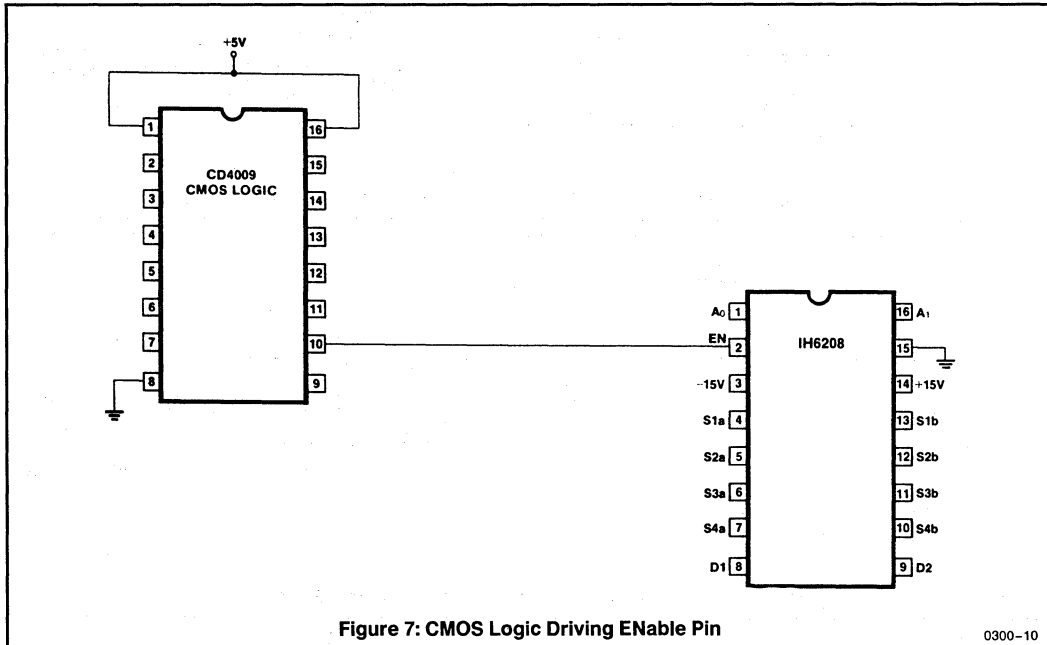 +5V
1
2
3
4
5
6
7
8
16
15
14
13
12
11
10
9
CD4009
CMOS LOGIC
A0 1
EN 2
-15V 3
S1a 4
S2a 5
S3a 6
S4a 7
D1 8
IH6208
16 A1
15
14 +15V
13 S1b
12 S2b
11 S3b
10 S4b
9 D2
Figure 7: CMOS Logic Driving ENable Pin
0300-10